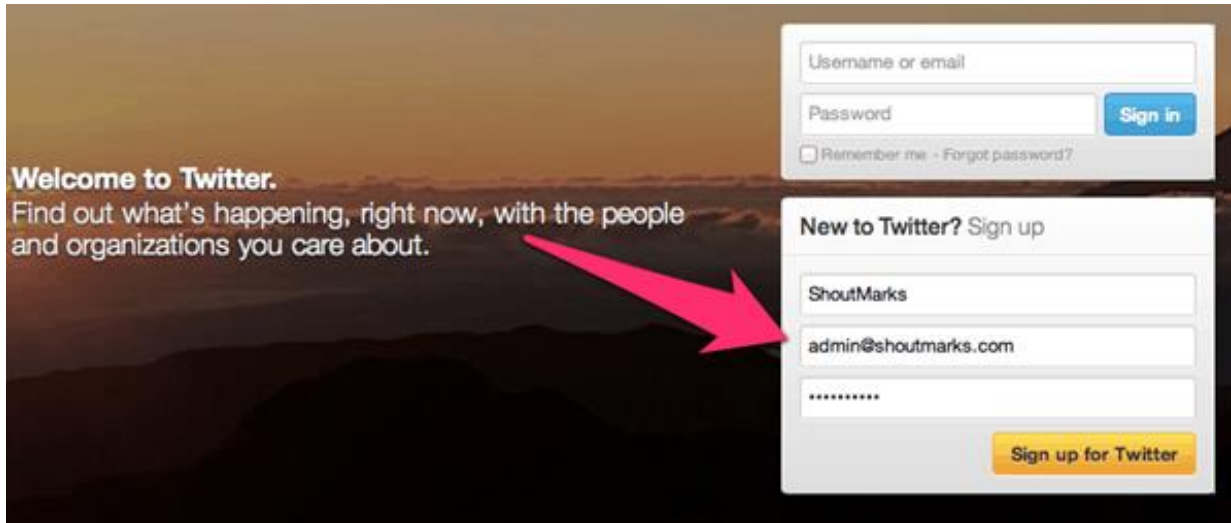 Welcome to Twitter.
Find out what's happening, right now, with the people
and organizations you care about.
Username or email
Password
Sign in
Remember me - Forgot password?
New to Twitter? Sign up
ShoutMarks
admin@shoutmarks.com
••••••••••
Sign up for Twitter